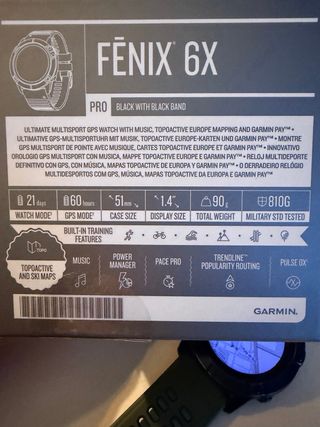 FĒNIX® 6X
PRO | BLACK WITH BLACK BAND
ULTIMATE MULTISPORT GPS WATCH WITH MUSIC, TOPOACTIVE EUROPE MAPPING AND GARMIN PAY™ •
ULTIMATIVE GPS-MULTISPORTUHR MIT MUSIK, TOPOACTIVE EUROPA-KARTEN UND GARMIN PAY™ • MONTRE
GPS MULTISPORT DE POINTE AVEC MUSIQUE, CARTES TOPOACTIVE EUROPE ET GARMIN PAY™ • INNOVATIVO
OROLOGIO GPS MULTISPORT CON MUSICA, MAPPE TOPOACTIVE EUROPA E GARMIN PAY™ • RELOJ MULTIDEPORTE
DEFINITIVO CON GPS, CON MÚSICA, MAPAS TOPOACTIVE DE EUROPA Y GARMIN PAY™ • O DERRADEIRO RELÓGIO
MULTIDESPORTOS COM GPS, MÚSICA, MAPAS TOPOACTIVE DA EUROPA E GARMIN PAY™
21 days 60 hours 51mm 1.4" 90g 810G
WATCH MODE† GPS MODE† CASE SIZE DISPLAY SIZE TOTAL WEIGHT MILITARY STD TESTED
BUILT-IN TRAINING
FEATURES
TOPO
TOPOACTIVE
AND SKI MAPS
MUSIC
POWER
MANAGER
PACE PRO
TRENDLINE™
POPULARITY ROUTING
PULSE OX*
GARMIN.